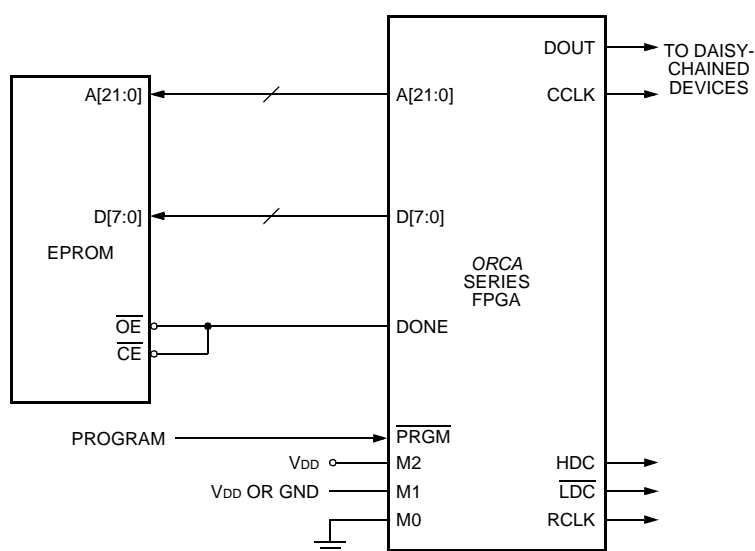 DOUT
TO DAISY-
CHAINED
DEVICES
A[21:0]
A[21:0]
CCLK
D[7:0]
D[7:0]
EPROM
ORCA
SERIES
FPGA
OE
DONE
CE
PROGRAM
PRGM
VDD
M2
HDC
VDD OR GND
M1
LDC
M0
RCLK